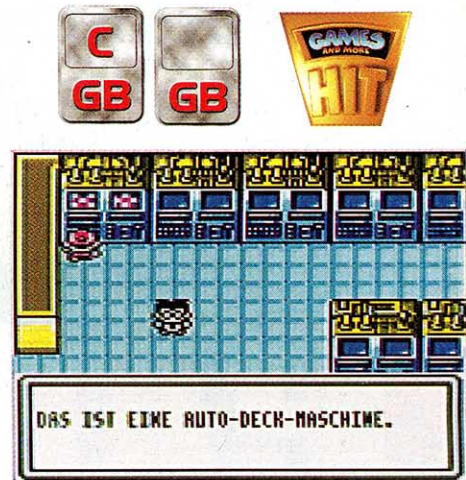 C
GB
GB
GAMES
AND MORE
HIT
DAS IST EINE AUTO-DECK-MASCHINE.